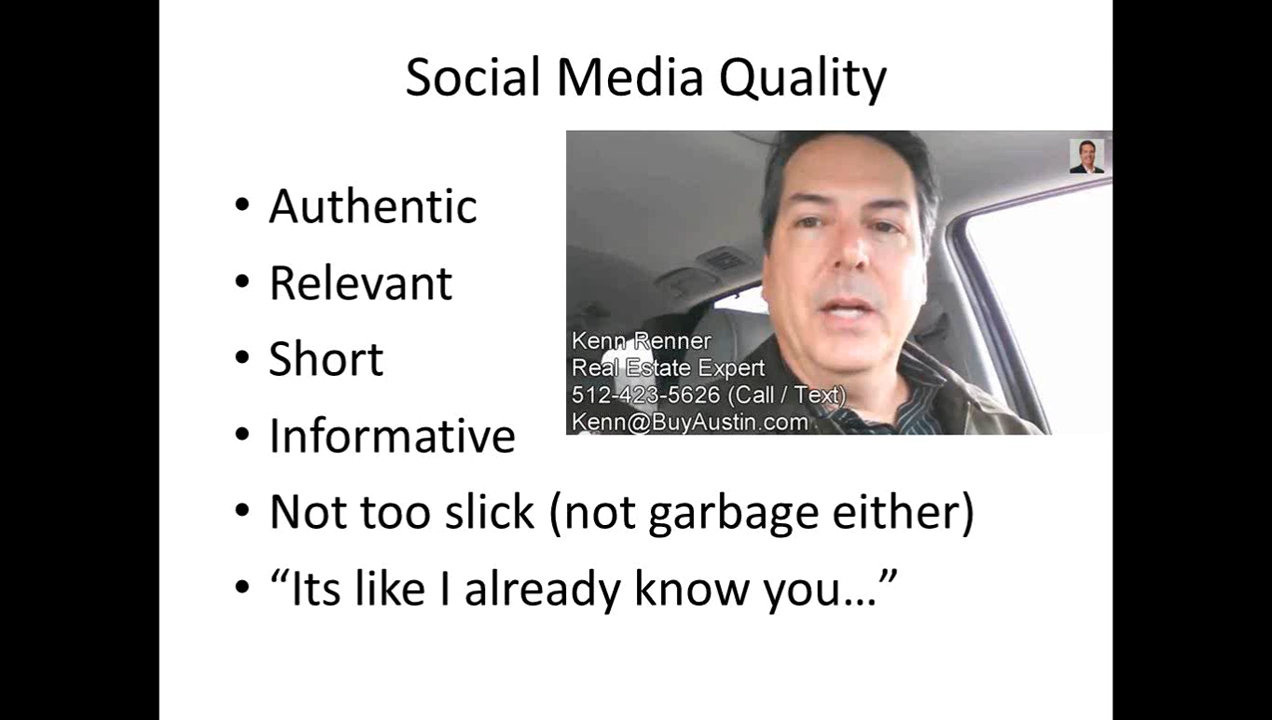 Social Media Quality
• Authentic
• Relevant
• Short
• Informative
• Not too slick (not garbage either)
• “Its like I already know you…”
Kenn Renner
Real Estate Expert
512-423-5626 (Call / Text)
Kenn@BuyAustin.com